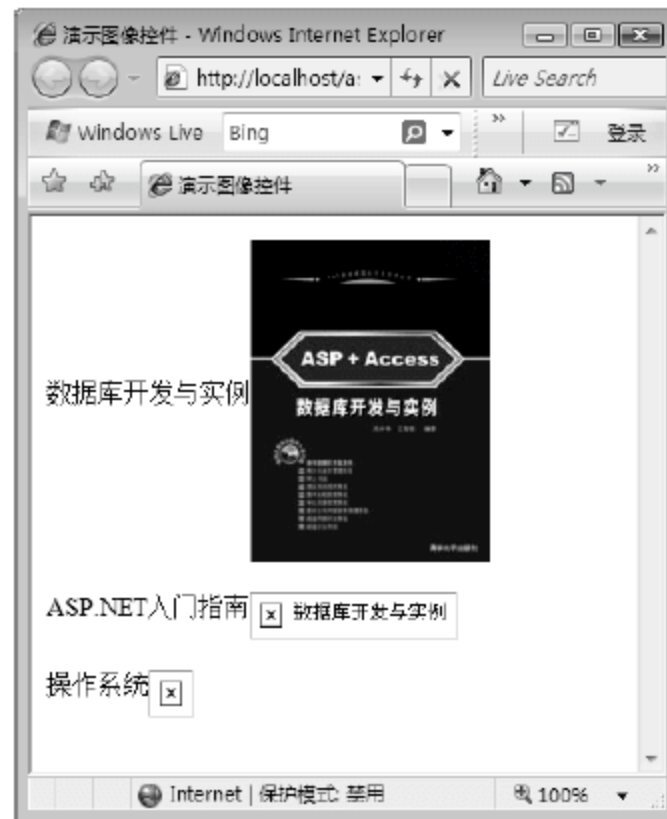 演示图像控件 - Windows Internet Explorer
http://localhost/a
Live Search
Windows Live
Bing
登录
演示图像控件
ASP + Access
数据库开发与实例
数据库开发与实例
ASP.NET入门指南
数据库开发与实例
操作系统
Internet | 保护模式: 禁用
100%